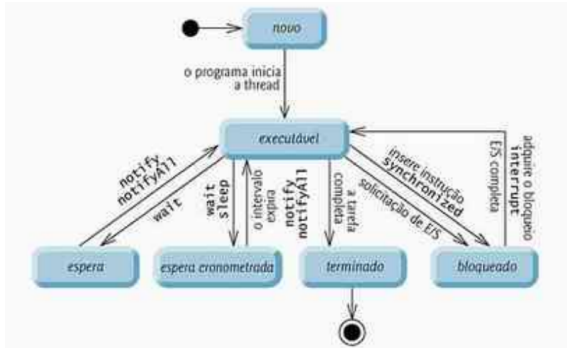 novo
o programa inicia
a thread
executável
notify
notifyAll
wait
wait
sleep
o intervalo
expira
notify
notifyAll
a tarefa
completa
insere instrução
synchronized
solicitação de E/S
adquire o bloqueio
interrupt
E/S completa
espera
espera cronometrada
terminado
bloqueado